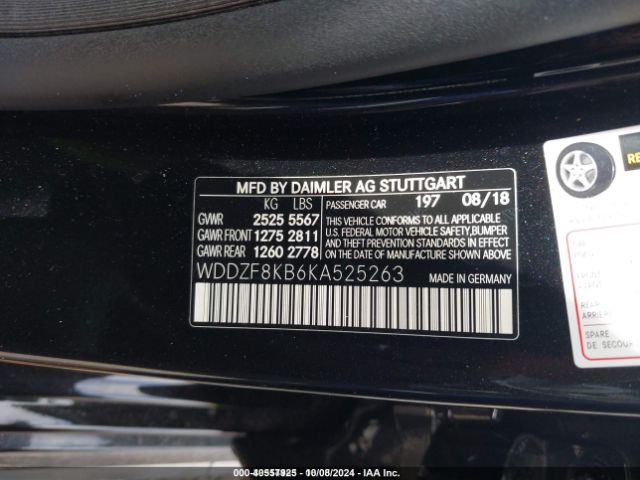 MFD BY DAIMLER AG STUTTGART
KG LBS
GVWR 2525 5567
GAWR FRONT 1275 2811
GAWR REAR 1260 2778
PASSENGER CAR 197 08/18
THIS VEHICLE CONFORMS TO ALL APPLICABLE
U.S. FEDERAL MOTOR VEHICLE SAFETY, BUMPER
AND THEFT PREVENTION STANDARDS IN EFFECT
ON THE DATE OF MANUFACTURE SHOWN ABOVE
WDDZF8KB6KA525263
MADE IN GERMANY
FRONT
REAR
ARRIERE
SPARE
DE SECOUR
10/08/2024 - IAA Inc.